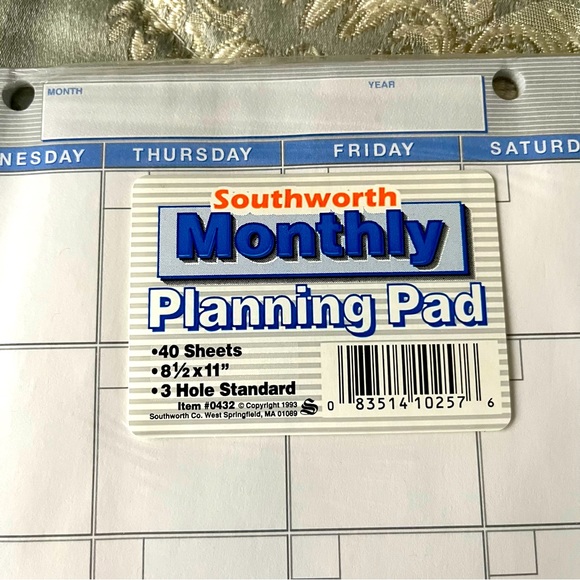 MONTH YEAR
NESDAY THURSDAY FRIDAY SATURD
Southworth
Monthly
Planning Pad
•40 Sheets
•8½x11"
•3 Hole Standard
Item #0432 © Copyright 1993
Southworth Co. West Springfield, MA 01089
0 83514 10257 6